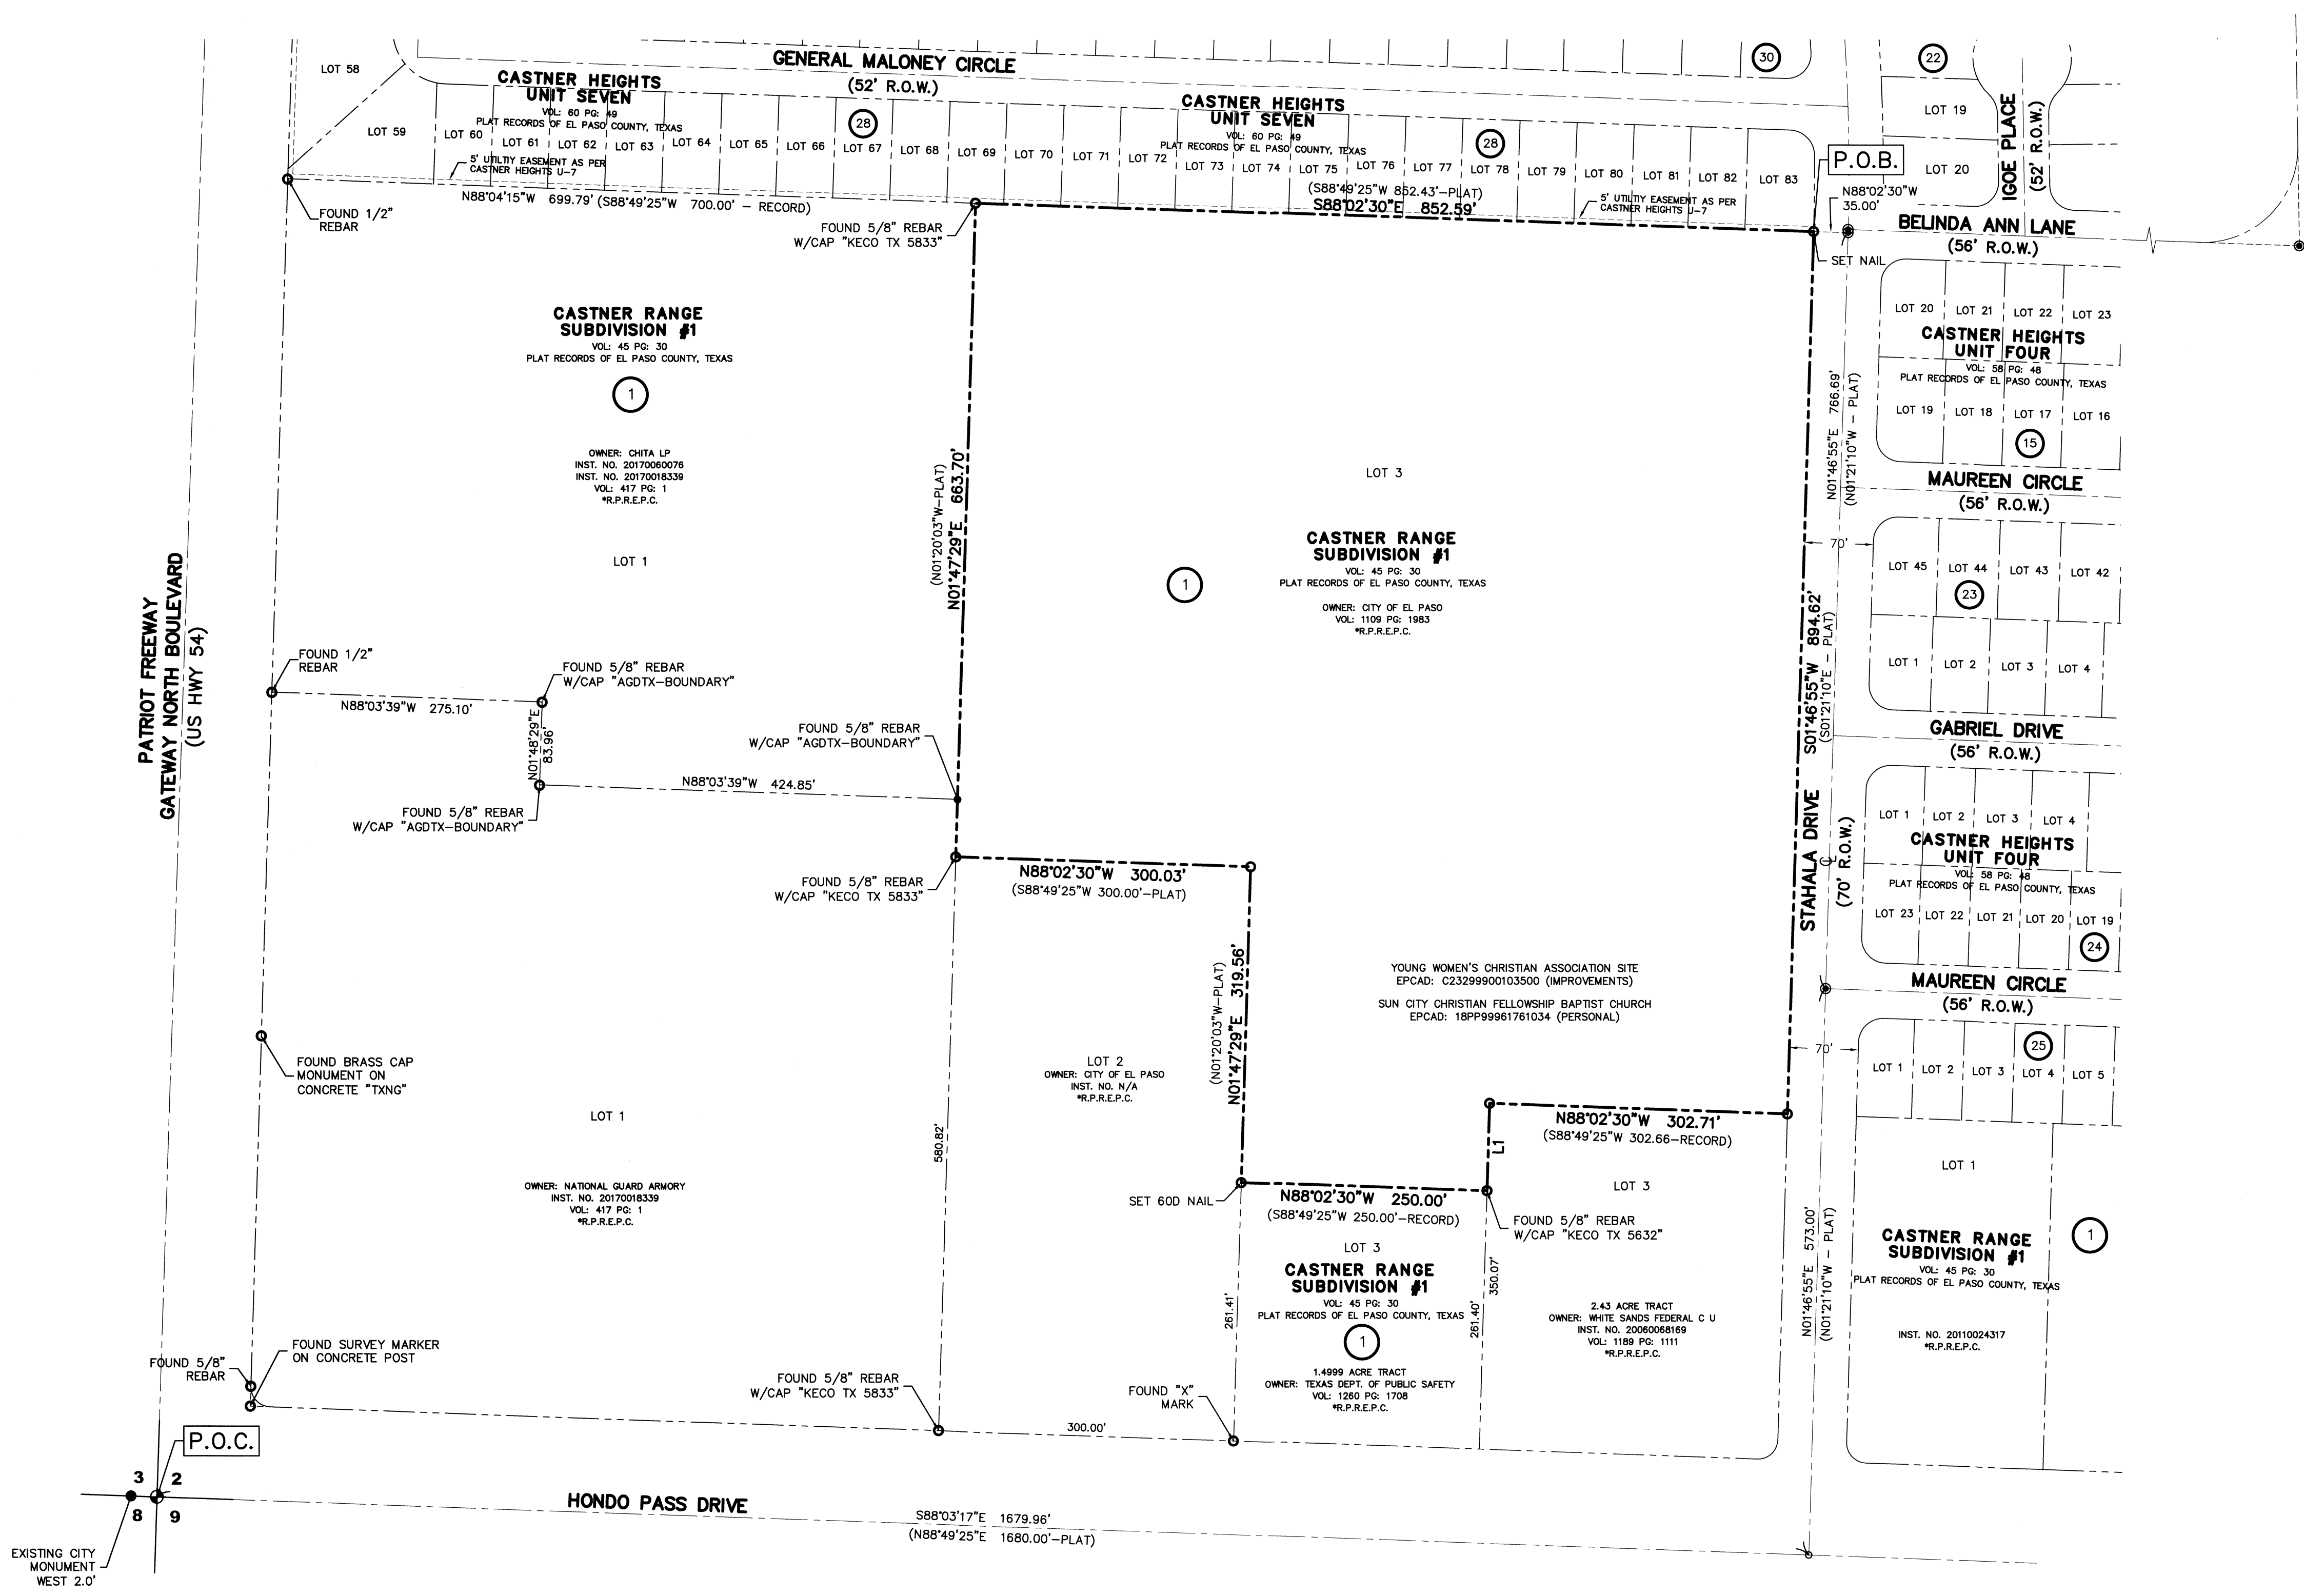 LOT 58
GENERAL MALONEY CIRCLE
(52' R.O.W.)
30
22
CASTNER HEIGHTS
UNIT SEVEN
VOL: 60 PG: 49
PLAT RECORDS OF EL PASO COUNTY, TEXAS
28
CASTNER HEIGHTS
UNIT SEVEN
VOL: 60 PG: 49
PLAT RECORDS OF EL PASO COUNTY, TEXAS
28
LOT 59
LOT 60
LOT 61
LOT 62
LOT 63
LOT 64
LOT 65
LOT 66
LOT 67
LOT 68
LOT 69
LOT 70
LOT 71
LOT 72
LOT 73
LOT 74
LOT 75
LOT 76
LOT 77
LOT 78
LOT 79
LOT 80
LOT 81
LOT 82
LOT 83
LOT 19
LOT 20
IGOE PLACE
(52' R.O.W.)
P.O.B.
N88°02'30"W
35.00'
5' UTILTIY EASEMENT AS PER
CASTNER HEIGHTS U-7
N88°04'15"W 699.79' (S88°49'25"W 700.00' - RECORD)
(S88°49'25"W 852.43'-PLAT)
S88°02'30"E 852.59'
5' UTILTIY EASEMENT AS PER
CASTNER HEIGHTS U-7
FOUND 1/2"
REBAR
FOUND 5/8" REBAR
W/CAP "KECO TX 5833"
BELINDA ANN LANE
(56' R.O.W.)
SET NAIL
CASTNER RANGE
SUBDIVISION #1
VOL: 45 PG: 30
PLAT RECORDS OF EL PASO COUNTY, TEXAS
1
OWNER: CHITA LP
INST. NO. 20170060076
INST. NO. 20170018339
VOL: 417 PG: 1
*R.P.R.E.P.C.
LOT 1
(N01°20'03"W-PLAT)
N01°47'29"E 663.70'
LOT 3
CASTNER RANGE
SUBDIVISION #1
VOL: 45 PG: 30
PLAT RECORDS OF EL PASO COUNTY, TEXAS
1
OWNER: CITY OF EL PASO
VOL: 1109 PG: 1983
*R.P.R.E.P.C.
LOT 20
LOT 21
LOT 22
LOT 23
CASTNER HEIGHTS
UNIT FOUR
VOL: 58 PG: 48
PLAT RECORDS OF EL PASO COUNTY, TEXAS
LOT 19
LOT 18
LOT 17
LOT 16
15
N01°46'55"E 766.69'
(N01°21'10"W - PLAT)
MAUREEN CIRCLE
(56' R.O.W.)
70'
LOT 45
LOT 44
LOT 43
LOT 42
23
LOT 1
LOT 2
LOT 3
LOT 4
S01°46'55"W 894.62'
(S01°21'10"E - PLAT)
GABRIEL DRIVE
(56' R.O.W.)
PATRIOT FREEWAY
GATEWAY NORTH BOULEVARD
(US HWY 54)
FOUND 1/2"
REBAR
FOUND 5/8" REBAR
W/CAP "AGDTX-BOUNDARY"
N88°03'39"W 275.10'
N01°48'29"E
83.96'
FOUND 5/8" REBAR
W/CAP "AGDTX-BOUNDARY"
N88°03'39"W 424.85'
FOUND 5/8" REBAR
W/CAP "AGDTX-BOUNDARY"
FOUND 5/8" REBAR
W/CAP "KECO TX 5833"
N88°02'30"W 300.03'
(S88°49'25"W 300.00'-PLAT)
STAHALA DRIVE
(70' R.O.W.)
LOT 1
LOT 2
LOT 3
LOT 4
CASTNER HEIGHTS
UNIT FOUR
VOL: 58 PG: 48
PLAT RECORDS OF EL PASO COUNTY, TEXAS
LOT 23
LOT 22
LOT 21
LOT 20
LOT 19
24
MAUREEN CIRCLE
(56' R.O.W.)
(N01°20'03"W-PLAT)
N01°47'29"E 319.56'
YOUNG WOMEN'S CHRISTIAN ASSOCIATION SITE
EPCAD: C23299900103500 (IMPROVEMENTS)
SUN CITY CHRISTIAN FELLOWSHIP BAPTIST CHURCH
EPCAD: 18PP99961761034 (PERSONAL)
70'
25
LOT 1
LOT 2
LOT 3
LOT 4
LOT 5
FOUND BRASS CAP
MONUMENT ON
CONCRETE "TXNG"
LOT 2
OWNER: CITY OF EL PASO
INST. NO. N/A
*R.P.R.E.P.C.
LOT 1
580.82'
L1
N88°02'30"W 302.71'
(S88°49'25"W 302.66-RECORD)
OWNER: NATIONAL GUARD ARMORY
INST. NO. 20170018339
VOL: 417 PG: 1
*R.P.R.E.P.C.
SET 60D NAIL
N88°02'30"W 250.00'
(S88°49'25"W 250.00'-RECORD)
LOT 3
FOUND 5/8" REBAR
W/CAP "KECO TX 5632"
LOT 1
LOT 3
CASTNER RANGE
SUBDIVISION #1
VOL: 45 PG: 30
PLAT RECORDS OF EL PASO COUNTY, TEXAS
1
1.4999 ACRE TRACT
OWNER: TEXAS DEPT. OF PUBLIC SAFETY
VOL: 1260 PG: 1708
*R.P.R.E.P.C.
261.41'
261.40'
350.07'
2.43 ACRE TRACT
OWNER: WHITE SANDS FEDERAL C U
INST. NO. 20060068169
VOL: 1189 PG: 1111
*R.P.R.E.P.C.
N01°46'55"E 573.00'
(N01°21'10"W - PLAT)
CASTNER RANGE
SUBDIVISION #1
VOL: 45 PG: 30
PLAT RECORDS OF EL PASO COUNTY, TEXAS
1
INST. NO. 20110024317
*R.P.R.E.P.C.
FOUND SURVEY MARKER
ON CONCRETE POST
FOUND 5/8"
REBAR
FOUND 5/8" REBAR
W/CAP "KECO TX 5833"
FOUND "X"
MARK
300.00'
P.O.C.
3 2
8 9
EXISTING CITY
MONUMENT
WEST 2.0'
HONDO PASS DRIVE
S88°03'17"E 1679.96'
(N88°49'25"E 1680.00'-PLAT)